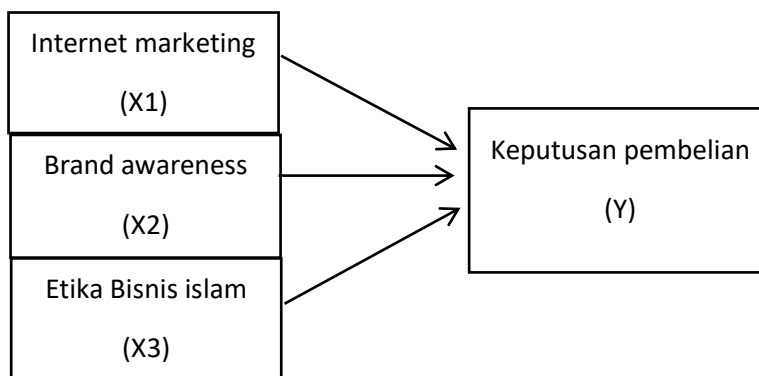 Internet marketing
(X1)
Brand awareness
(X2)
Etika Bisnis islam
(X3)
Keputusan pembelian
(Y)